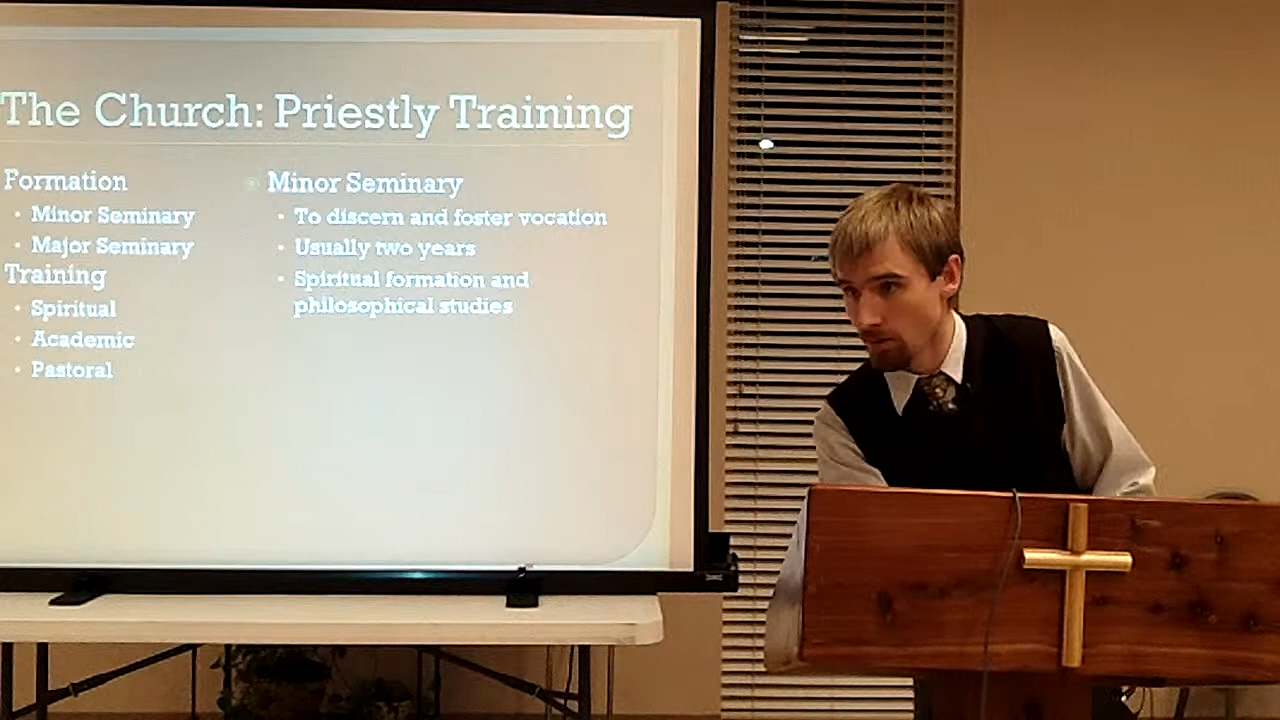 The Church: Priestly Training
Formation
• Minor Seminary
• Major Seminary
Training
• Spiritual
• Academic
• Pastoral
Minor Seminary
• To discern and foster vocation
• Usually two years
• Spiritual formation and
philosophical studies